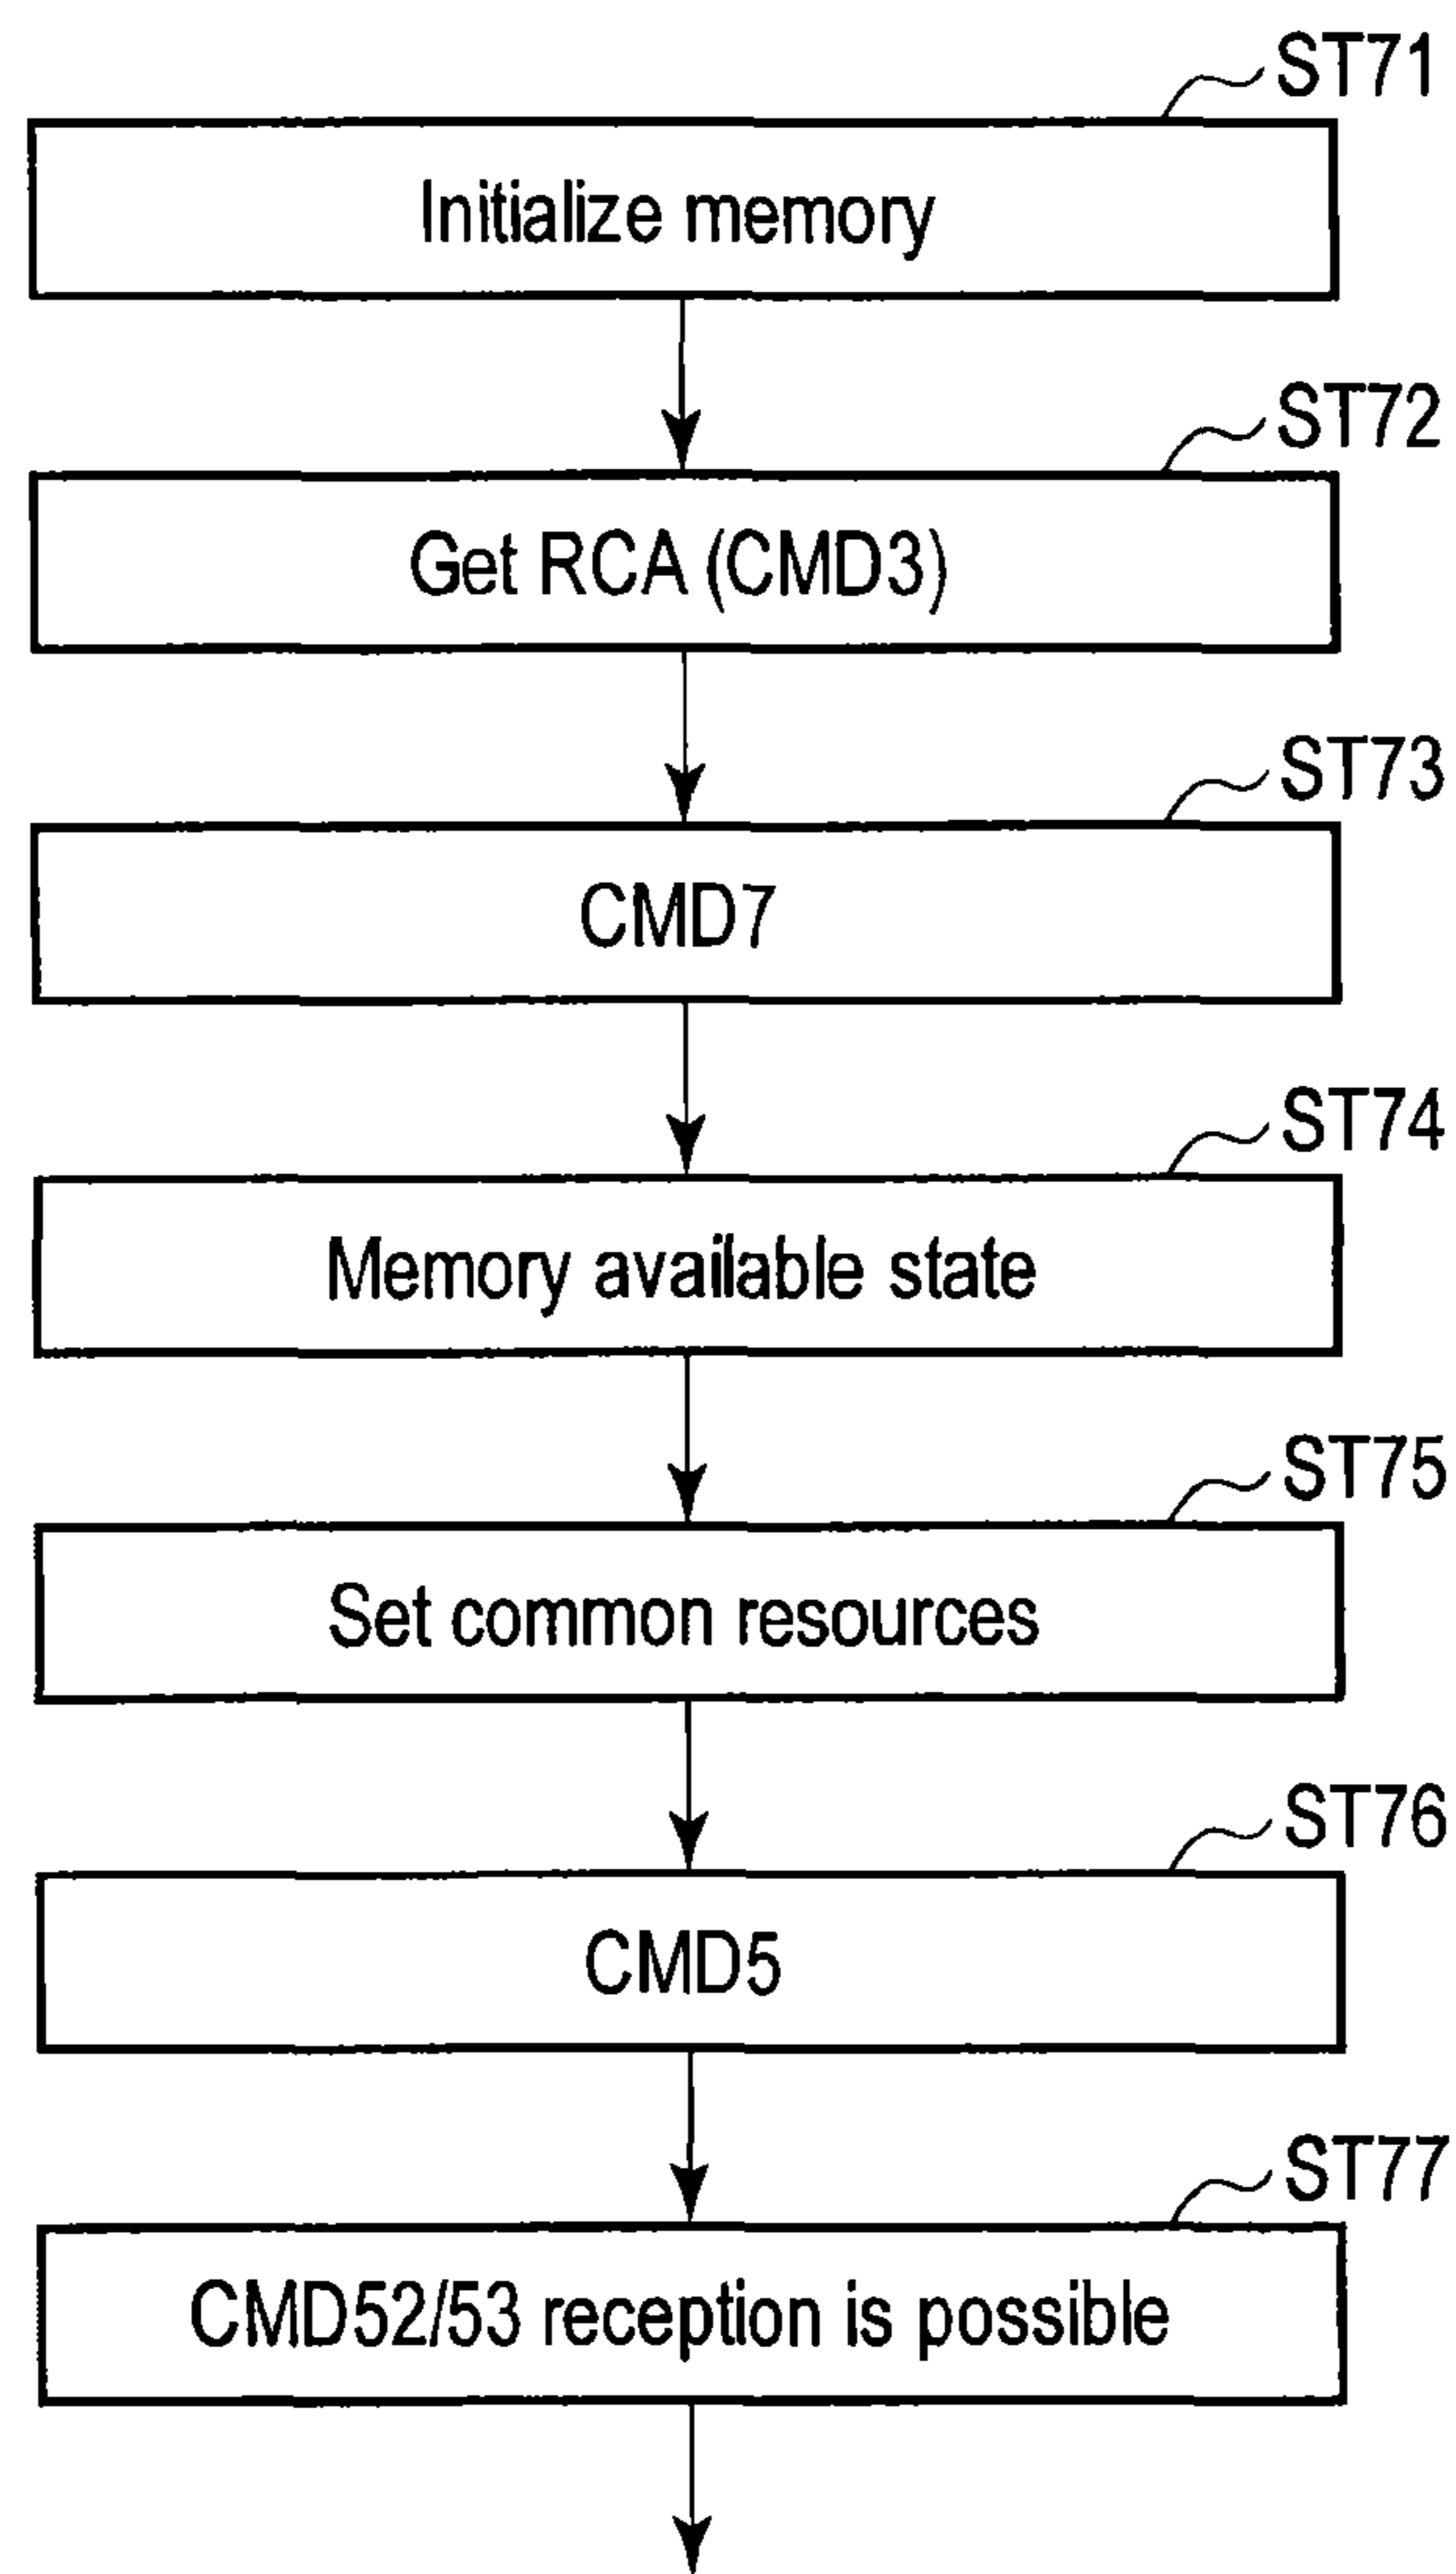 ST71
Initialize memory
ST72
Get RCA (CMD3)
ST73
CMD7
ST74
Memory available state
ST75
Set common resources
ST76
CMD5
ST77
CMD52/53 reception is possible